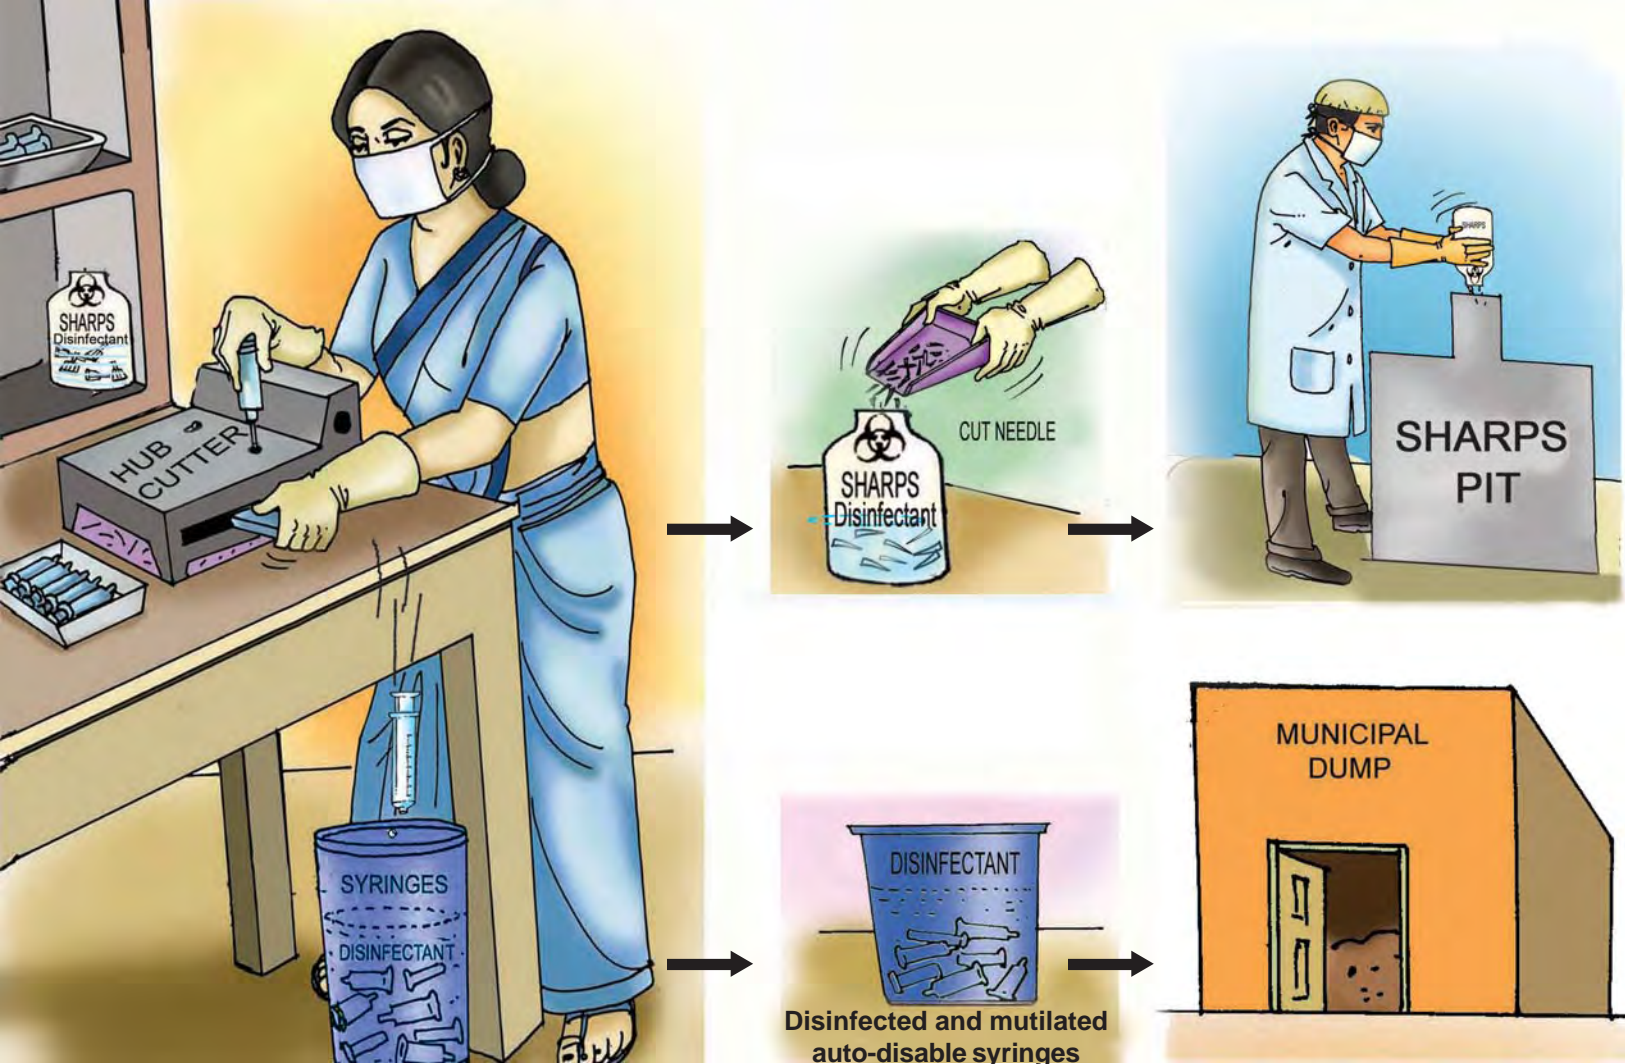 SHARPS
Disinfectant
HUB
CUTTER
SYRINGES
DISINFECTANT
CUT NEEDLE
SHARPS
Disinfectant
SHARPS
SHARPS
PIT
DISINFECTANT
Disinfected and mutilated
auto-disable syringes
MUNICIPAL
DUMP